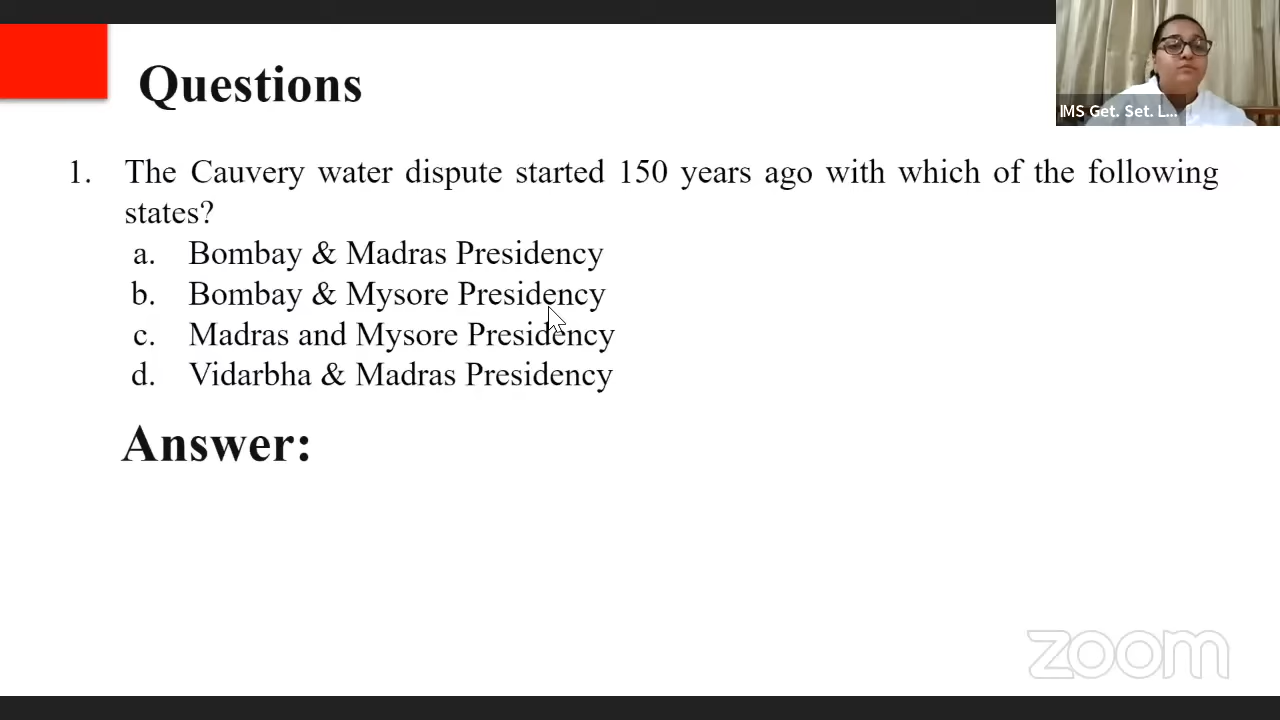 Questions
IMS Get. Set. L...
1. The Cauvery water dispute started 150 years ago with which of the following
states?
a. Bombay & Madras Presidency
b. Bombay & Mysore Presidency
c. Madras and Mysore Presidency
d. Vidarbha & Madras Presidency
Answer:
zoom